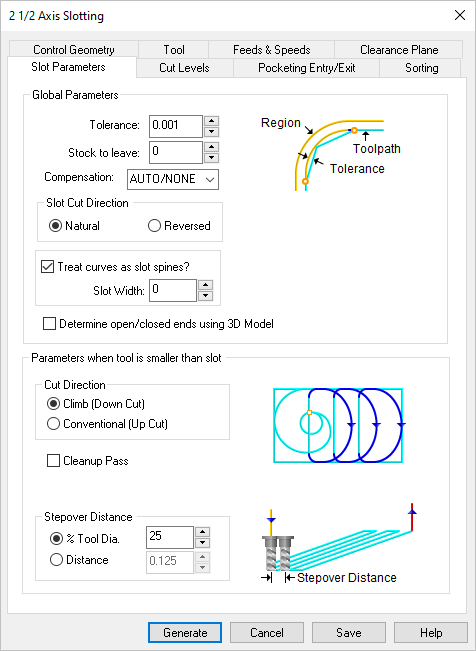 2 1/2 Axis Slotting
Control Geometry Tool Feeds & Speeds Clearance Plane
Slot Parameters Cut Levels Pocketing Entry/Exit Sorting
Global Parameters
Tolerance: 0.001
Stock to leave: 0
Compensation: AUTO/NONE
Region
Toolpath
Tolerance
Slot Cut Direction
Natural Reversed
Treat curves as slot spines?
Slot Width: 0
Determine open/closed ends using 3D Model
Parameters when tool is smaller than slot
Cut Direction
Climb (Down Cut)
Conventional (Up Cut)
Cleanup Pass
Stepover Distance
% Tool Dia. 25
Distance 0.125
Stepover Distance
Generate Cancel Save Help